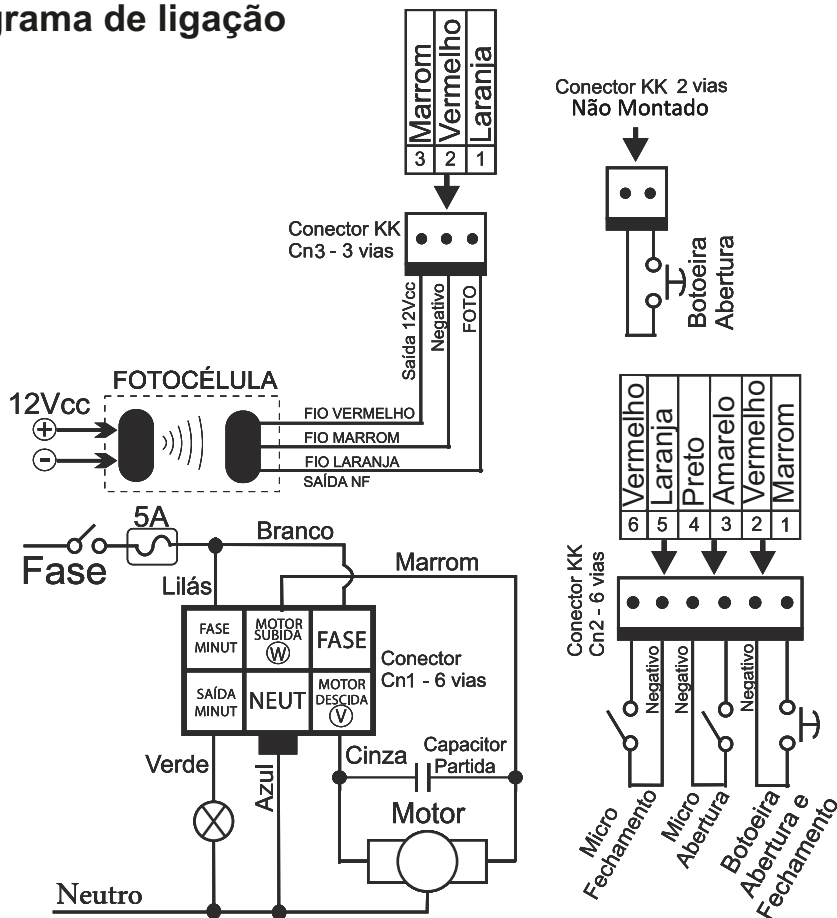 grama de ligação
Marrom
Vermelho
Laranja
3 2 1
Conector KK 2 vias
Não Montado
Conector KK
Cn3 - 3 vias
Botoeira
Abertura
Saída 12Vcc
Negativo
FOTO
FOTOCÉLULA
12Vcc
+
-
FIO VERMELHO
FIO MARROM
FIO LARANJA
SAÍDA NF
Vermelho
Laranja
Preto
Amarelo
Vermelho
Marrom
6 5 4 3 2 1
Conector KK
Cn2 - 6 vias
Negativo
Negativo
Negativo
Micro
Fechamento
Micro
Abertura
Botoeira
Abertura e
Fechamento
5A
Fase
Branco
Lilás
Marrom
FASE
MINUT
MOTOR
SUBIDA
W
FASE
SAÍDA
MINUT
NEUT
MOTOR
DESCIDA
V
Conector
Cn1 - 6 vias
Verde
Azul
Cinza
Capacitor
Partida
Motor
Neutro